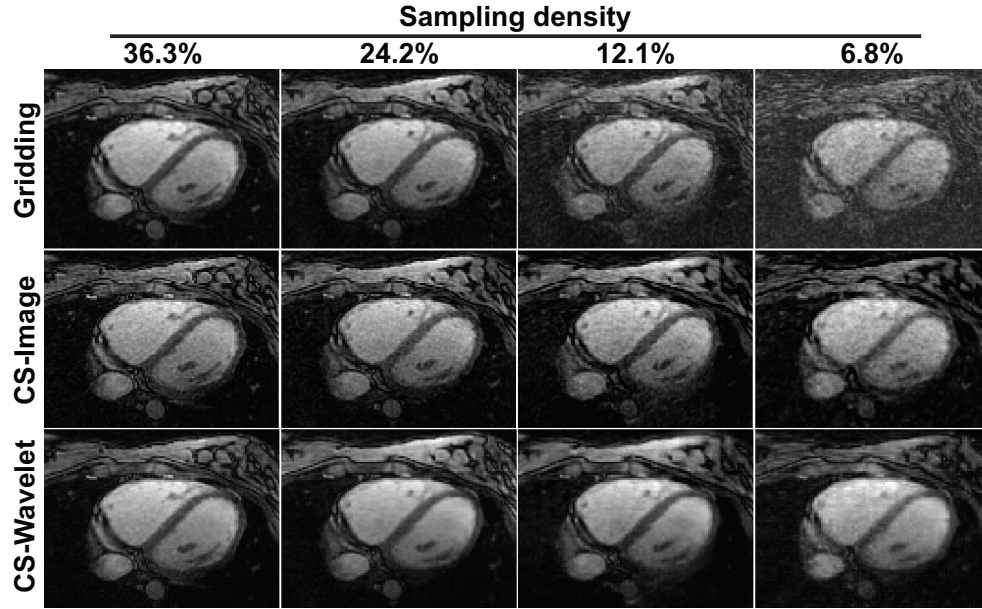 Sampling density
36.3% 24.2% 12.1% 6.8%
Gridding
CS-Image
CS-Wavelet